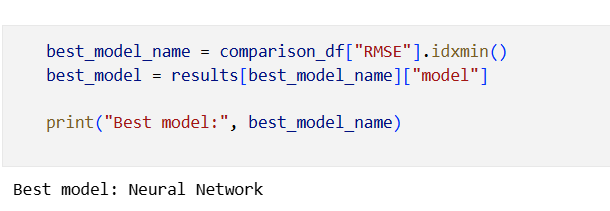 best_model_name = comparison_df["RMSE"].idxmin()
best_model = results[best_model_name]["model"]
print("Best model:", best_model_name)
Best model: Neural Network